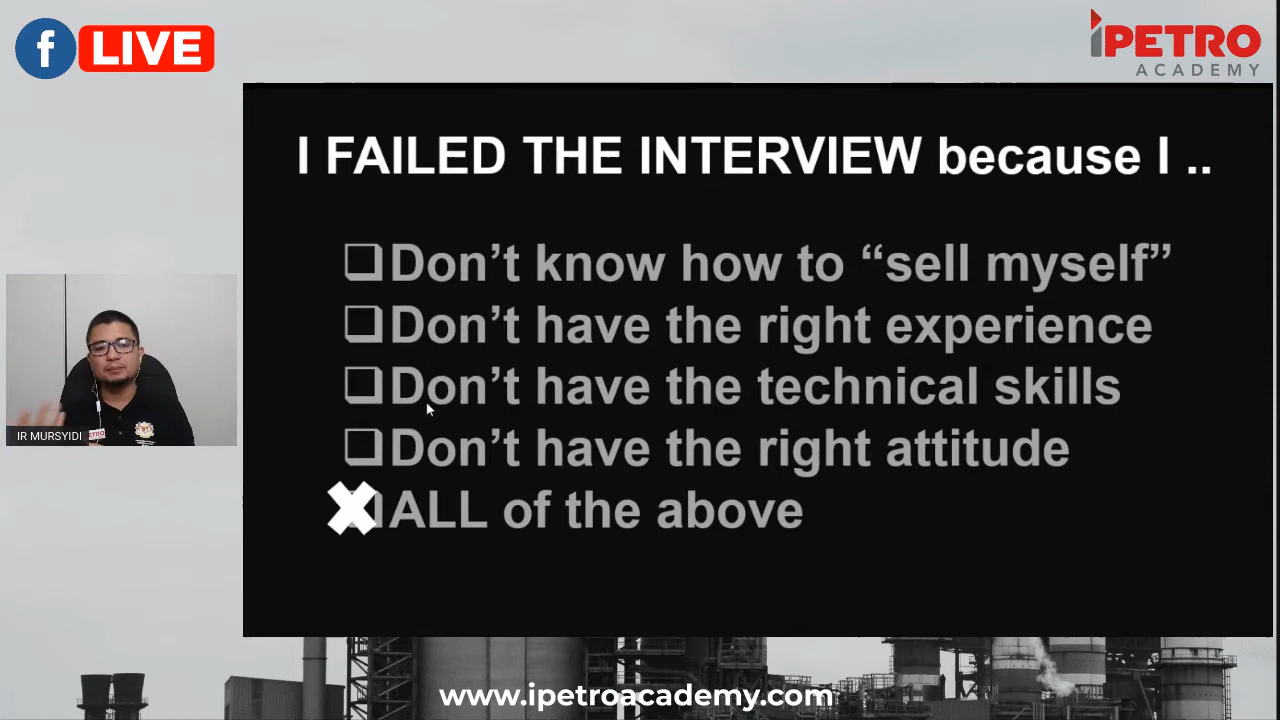 f LIVE
iPETRO
ACADEMY
I FAILED THE INTERVIEW because I ..
Don’t know how to “sell myself”
Don’t have the right experience
Don’t have the technical skills
Don’t have the right attitude
ALL of the above
IR MURSYIDI
PETRO
www.ipetroacademy.com